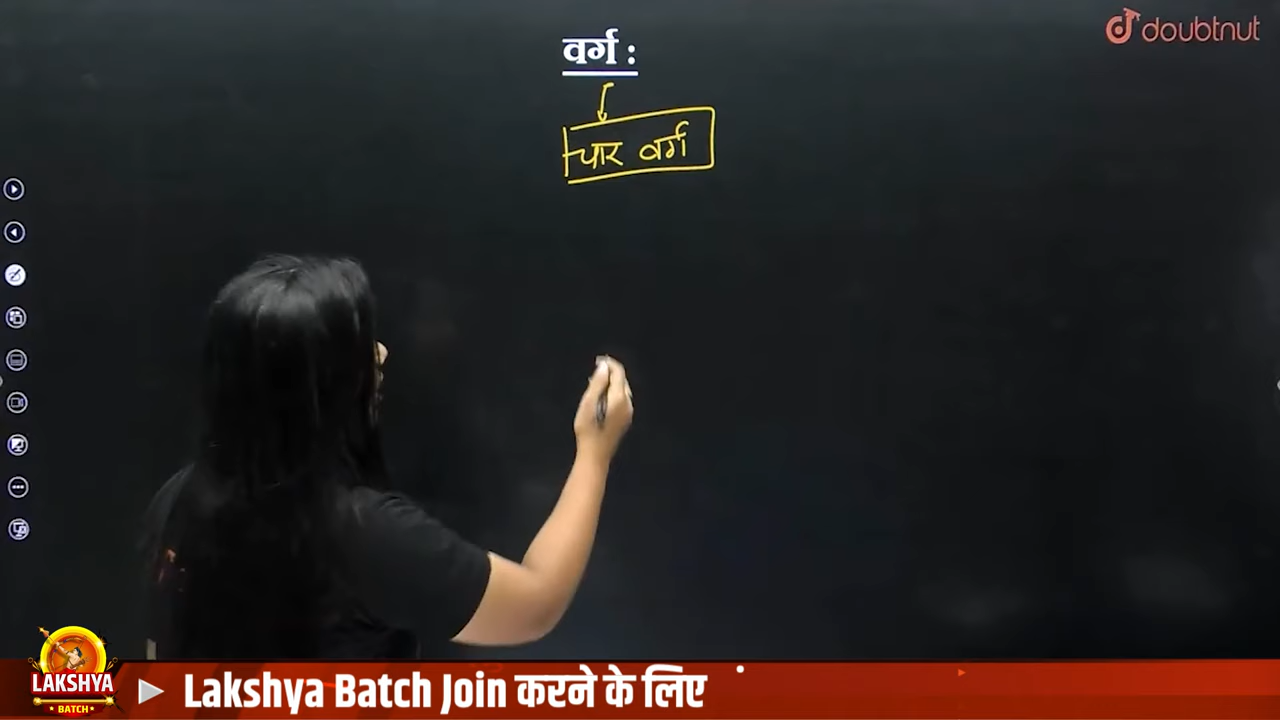 वर्ग :
doubtnut
चार वर्ग
LAKSHYA
BATCH
Lakshya Batch Join करने के लिए